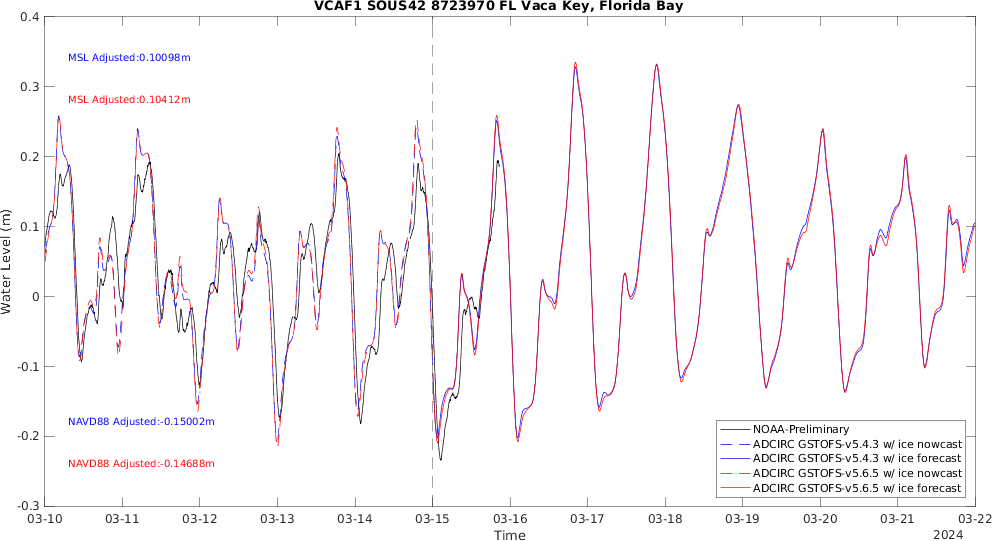 VCAF1 SOUS42 8723970 FL Vaca Key, Florida Bay
0.4
0.3
0.2
0.1
0
-0.1
-0.2
-0.3
Water Level (m)
MSL Adjusted:0.10098m
MSL Adjusted:0.10412m
NAVD88 Adjusted:-0.15002m
NAVD88 Adjusted:-0.14688m
NOAA-Preliminary
ADCIRC GSTOFS-v5.4.3 w/ ice nowcast
ADCIRC GSTOFS-v5.4.3 w/ ice forecast
ADCIRC GSTOFS-v5.6.5 w/ ice nowcast
ADCIRC GSTOFS-v5.6.5 w/ ice forecast
03-10 03-11 03-12 03-13 03-14 03-15 03-16 03-17 03-18 03-19 03-20 03-21 03-22
Time
2024